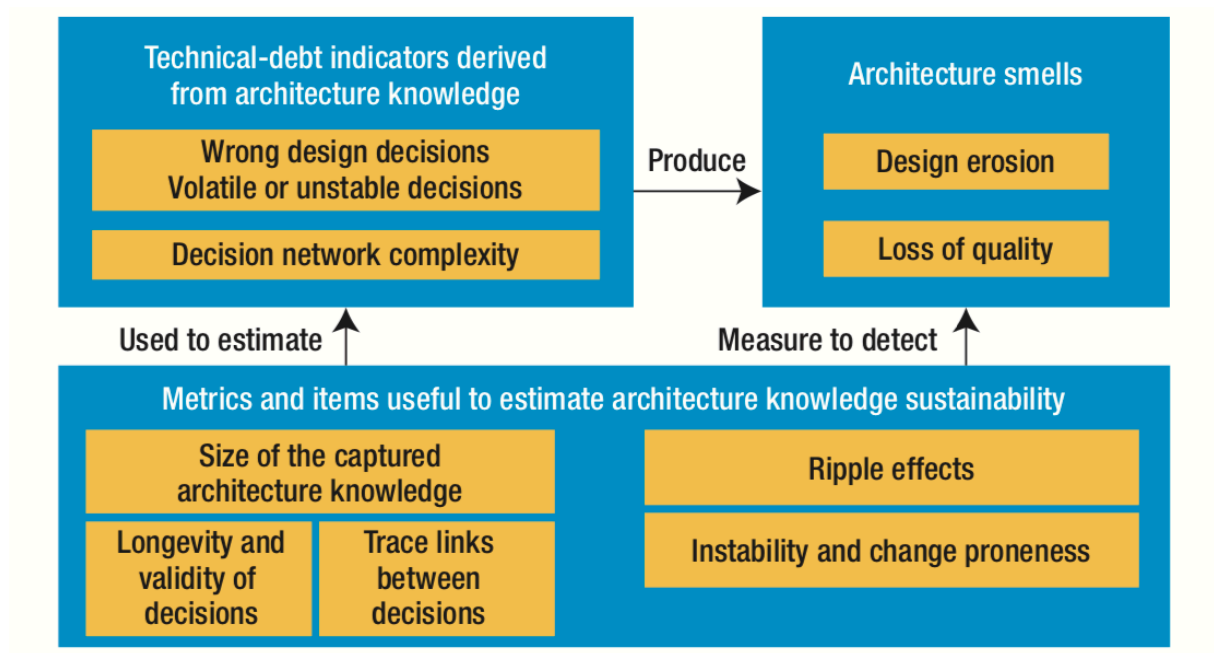 Technical-debt indicators derived
from architecture knowledge
Wrong design decisions
Volatile or unstable decisions
Decision network complexity
Produce
Architecture smells
Design erosion
Loss of quality
Used to estimate
Measure to detect
Metrics and items useful to estimate architecture knowledge sustainability
Size of the captured
architecture knowledge
Longevity and
validity of
decisions
Trace links
between
decisions
Ripple effects
Instability and change proneness